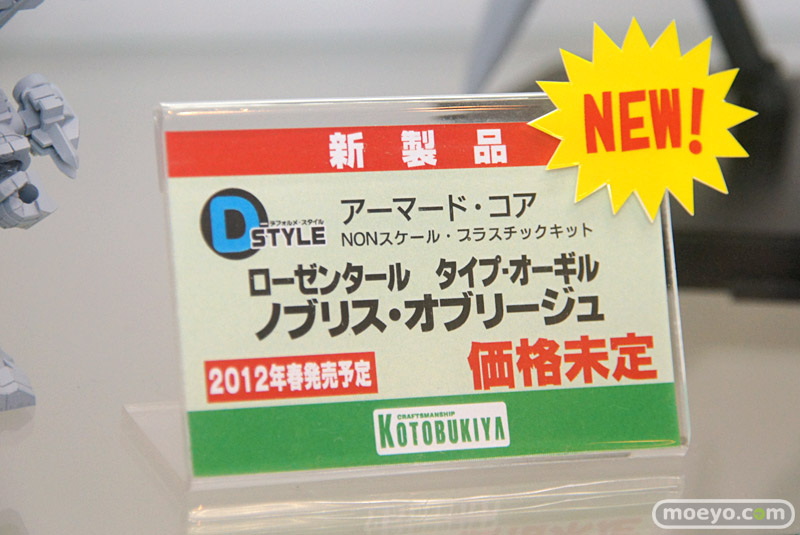 新製品
NEW!
デフォルメ・スタイル
D-STYLE
アーマード・コア
NONスケール・プラスチックキット
ローゼンタール タイプ・オーギル
ノブリス・オブリージュ
2012年春発売予定
価格未定
CRAFTSMANSHIP
KOTOBUKIYA
moeyo.com